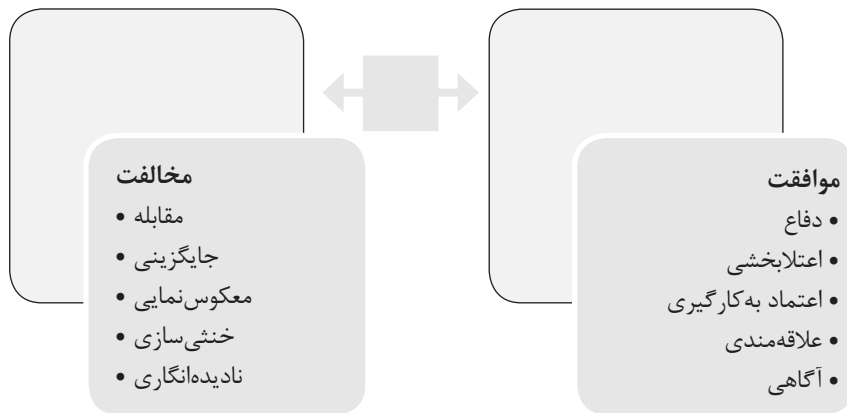 موافقت
• دفاع
• اعتلابخشی
• اعتماد به‌کارگیری
• علاقه‌مندی
• آگاهی
مخالفت
مقابله •
جایگزینی •
معکوس‌نمایی •
خنثی‌سازی •
نادیده‌انگاری •